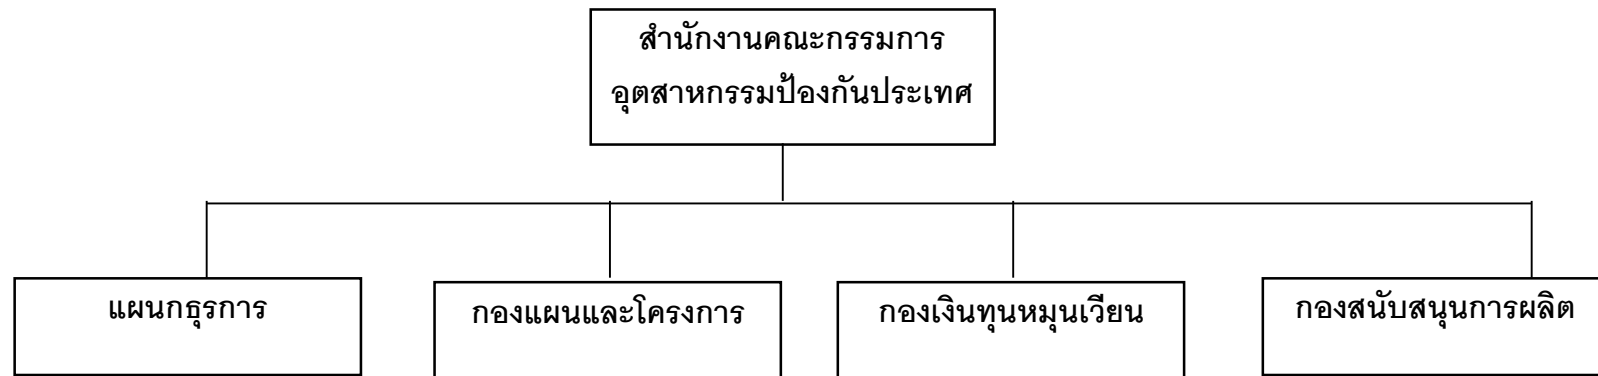 สำนักงานคณะกรรมการ
อุตสาหกรรมป้องกันประเทศ
แผนกธุรการ
กองแผนและโครงการ
กองเงินทุนหมุนเวียน
กองสนับสนุนการผลิต